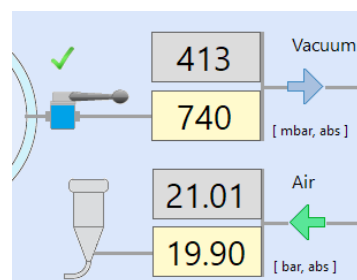 413
Vacuum
740
[ mbar, abs ]
21.01
Air
19.90
[ bar, abs ]